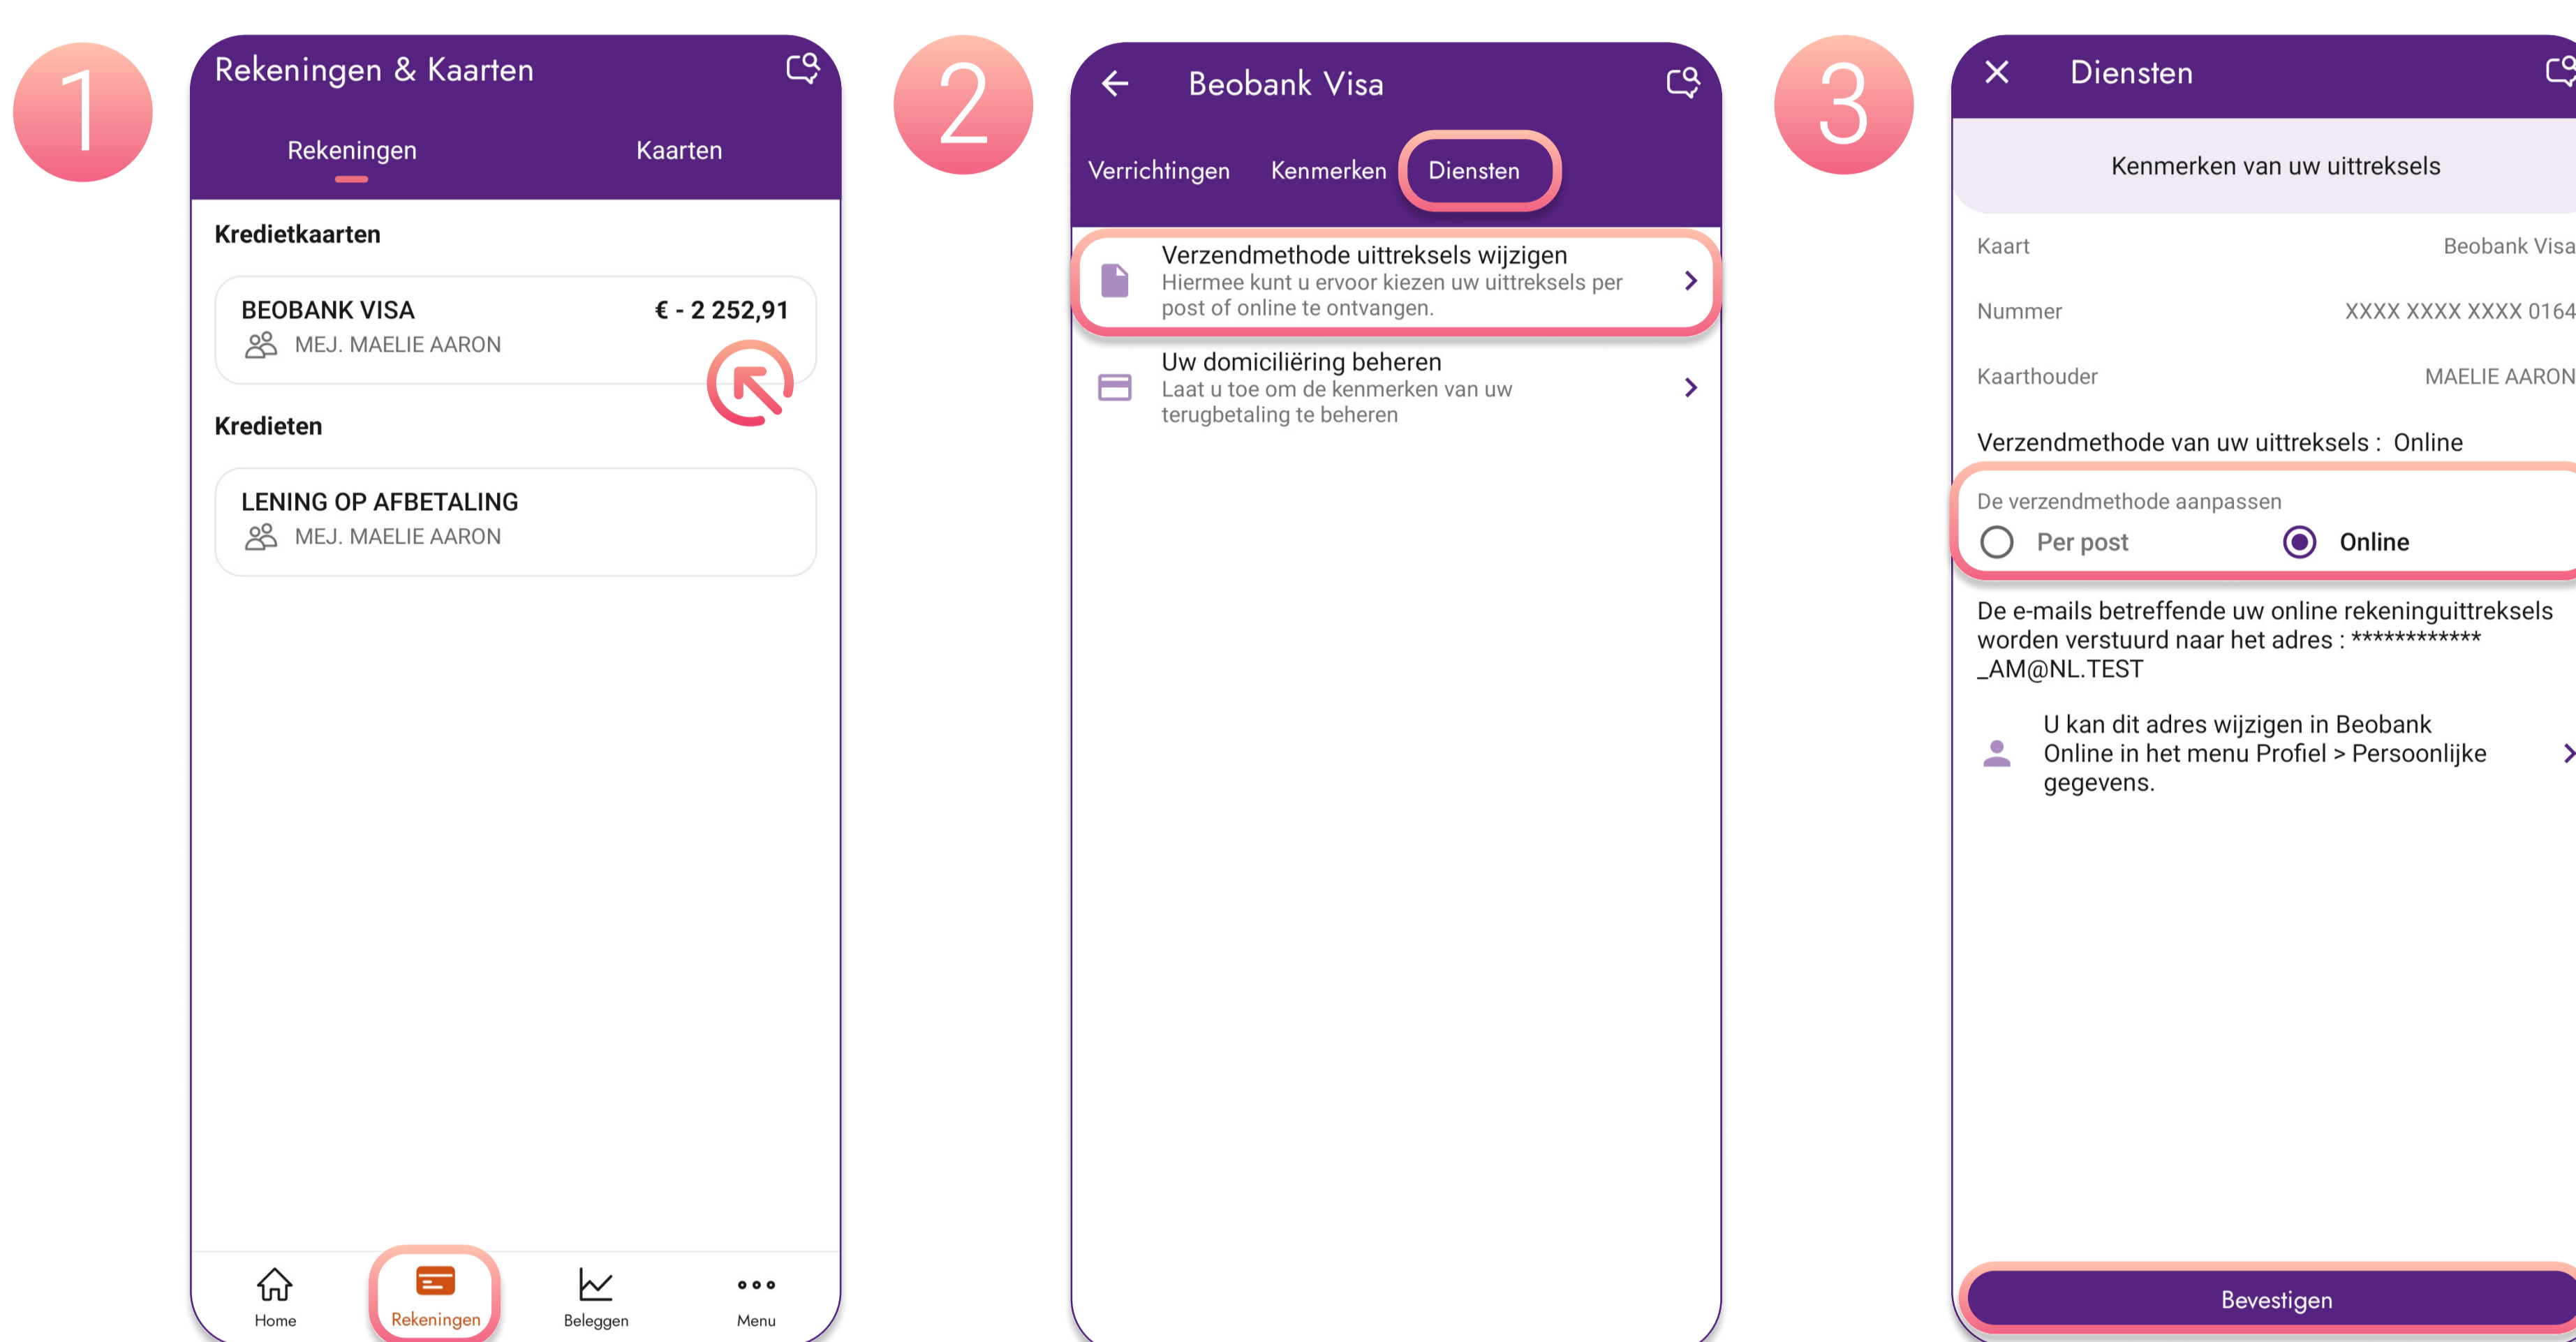 1
Rekeningen & Kaarten
Rekeningen
Kaarten
Kredietkaarten
BEOBANK VISA
€ - 2 252,91
MEJ. MAELIE AARON
Kredieten
LENING OP AFBETALING
MEJ. MAELIE AARON
Home
Rekeningen
Beleggen
Menu
2
Beobank Visa
Verrichtingen
Kenmerken
Diensten
Verzendmethode uittreksels wijzigen
Hiermee kunt u ervoor kiezen uw uittreksels per
post of online te ontvangen.
Uw domiciliëring beheren
Laat u toe om de kenmerken van uw
terugbetaling te beheren
3
Diensten
Kenmerken van uw uittreksels
Kaart
Beobank Visa
Nummer
XXXX XXXX XXXX 0164
Kaarthouder
MAELIE AARON
Verzendmethode van uw uittreksels : Online
De verzendmethode aanpassen
Per post
Online
De e-mails betreffende uw online rekeninguittreksels
worden verstuurd naar het adres : ************
_AM@NL.TEST
U kan dit adres wijzigen in Beobank
Online in het menu Profiel > Persoonlijke
gegevens.
Bevestigen